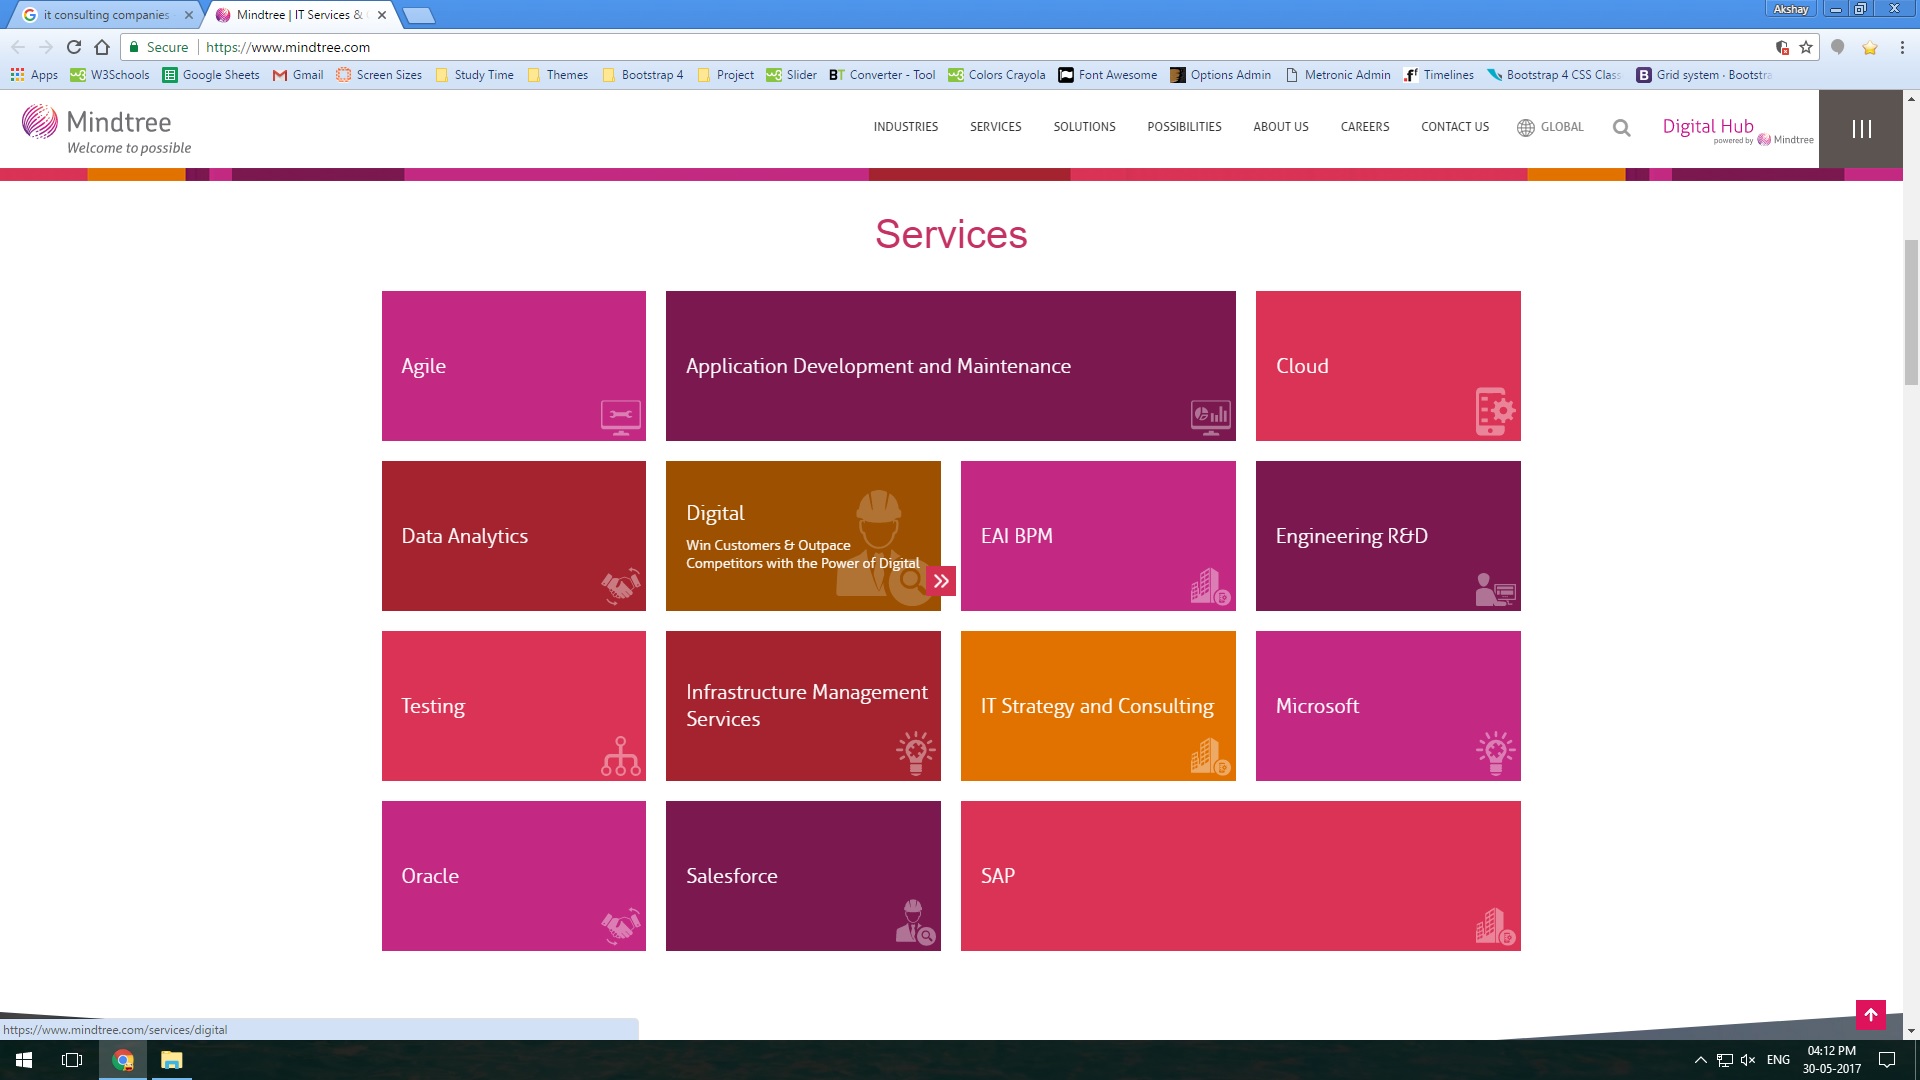 it consulting companies
Mindtree | IT Services &
Akshay
Secure
https://www.mindtree.com
Apps
W3Schools
Google Sheets
Gmail
Screen Sizes
Study Time
Themes
Bootstrap 4
Project
Slider
BT Converter - Tool
Colors Crayola
Font Awesome
Options Admin
Metronic Admin
Timelines
Bootstrap 4 CSS Clas
B Grid system · Bootstra
Mindtree
Welcome to possible
INDUSTRIES
SERVICES
SOLUTIONS
POSSIBILITIES
ABOUT US
CAREERS
CONTACT US
GLOBAL
Digital Hub
powered by Mindtree
Services
Agile
Application Development and Maintenance
Cloud
Data Analytics
Digital
Win Customers & Outpace
Competitors with the Power of Digital
EAI BPM
Engineering R&D
Testing
Infrastructure Management
Services
IT Strategy and Consulting
Microsoft
Oracle
Salesforce
SAP
https://www.mindtree.com/services/digital
ENG
04:12 PM
30-05-2017